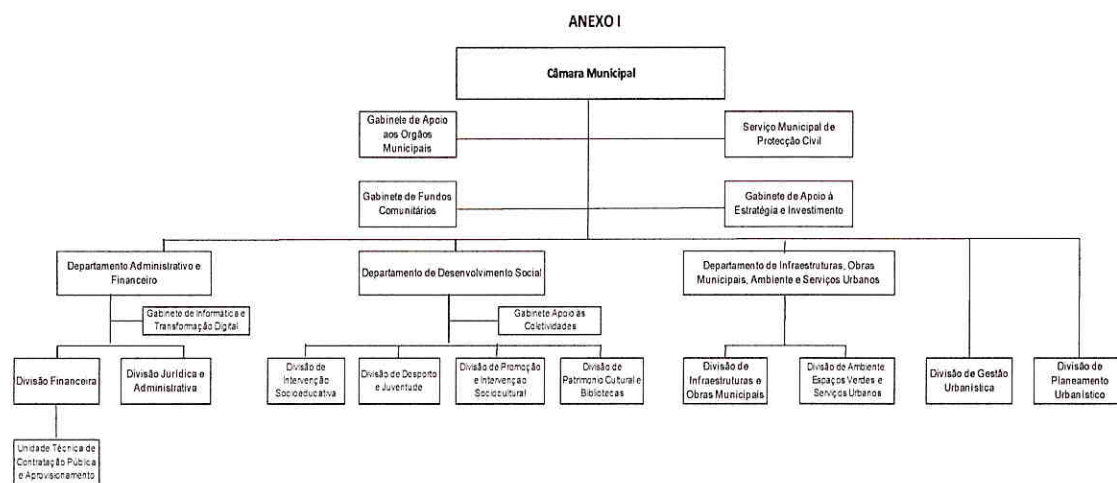 ANEXO I
Câmara Municipal
Gabinete de Apoio
aos Orgãos
Municipais
Serviço Municipal de
Protecção Civil
Gabinete de Fundos
Comunitários
Gabinete de Apoio à
Estratégia e Investimento
Departamento Administrativo e
Financeiro
Departamento de Desenvolvimento Social
Departamento de Infraestruturas, Obras
Municipais, Ambiente e Serviços Urbanos
Gabinete de Informática e
Transformação Digital
Gabinete Apoio às
Coletividades
Divisão Financeira
Divisão Jurídica e
Administrativa
Divisão de
Intervenção
Socioeducativa
Divisão de Desporto
e Juventude
Divisão de Promoção
e Intervenção
Sociocultural
Divisão de
Patrimonio Cultural e
Bibliotecas
Divisão de
Infraestruturas e
Obras Municipais
Divisão de Ambiente
Espaços Verdes e
Serviços Urbanos
Divisão de Gestão
Urbanística
Divisão de
Planeamento
Urbanístico
Unidade Técnica de
Contratação Pública
e Aprovisionamento